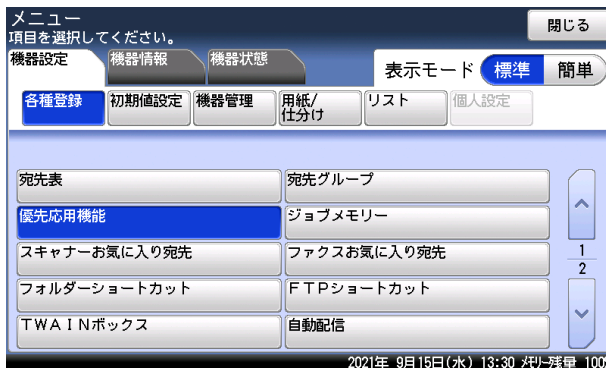 メニュー
項目を選択してください。
閉じる
機器設定
機器情報
機器状態
表示モード
標準
簡単
各種登録
初期値設定
機器管理
用紙/
仕分け
リスト
個人設定
宛先表
宛先グループ
優先応用機能
ジョブメモリー
スキャナーお気に入り宛先
ファクスお気に入り宛先
フォルダーショートカット
FTPショートカット
TWAINボックス
自動配信
1
2
2021年 9月15日(水) 13:30 メモリー残量 100%